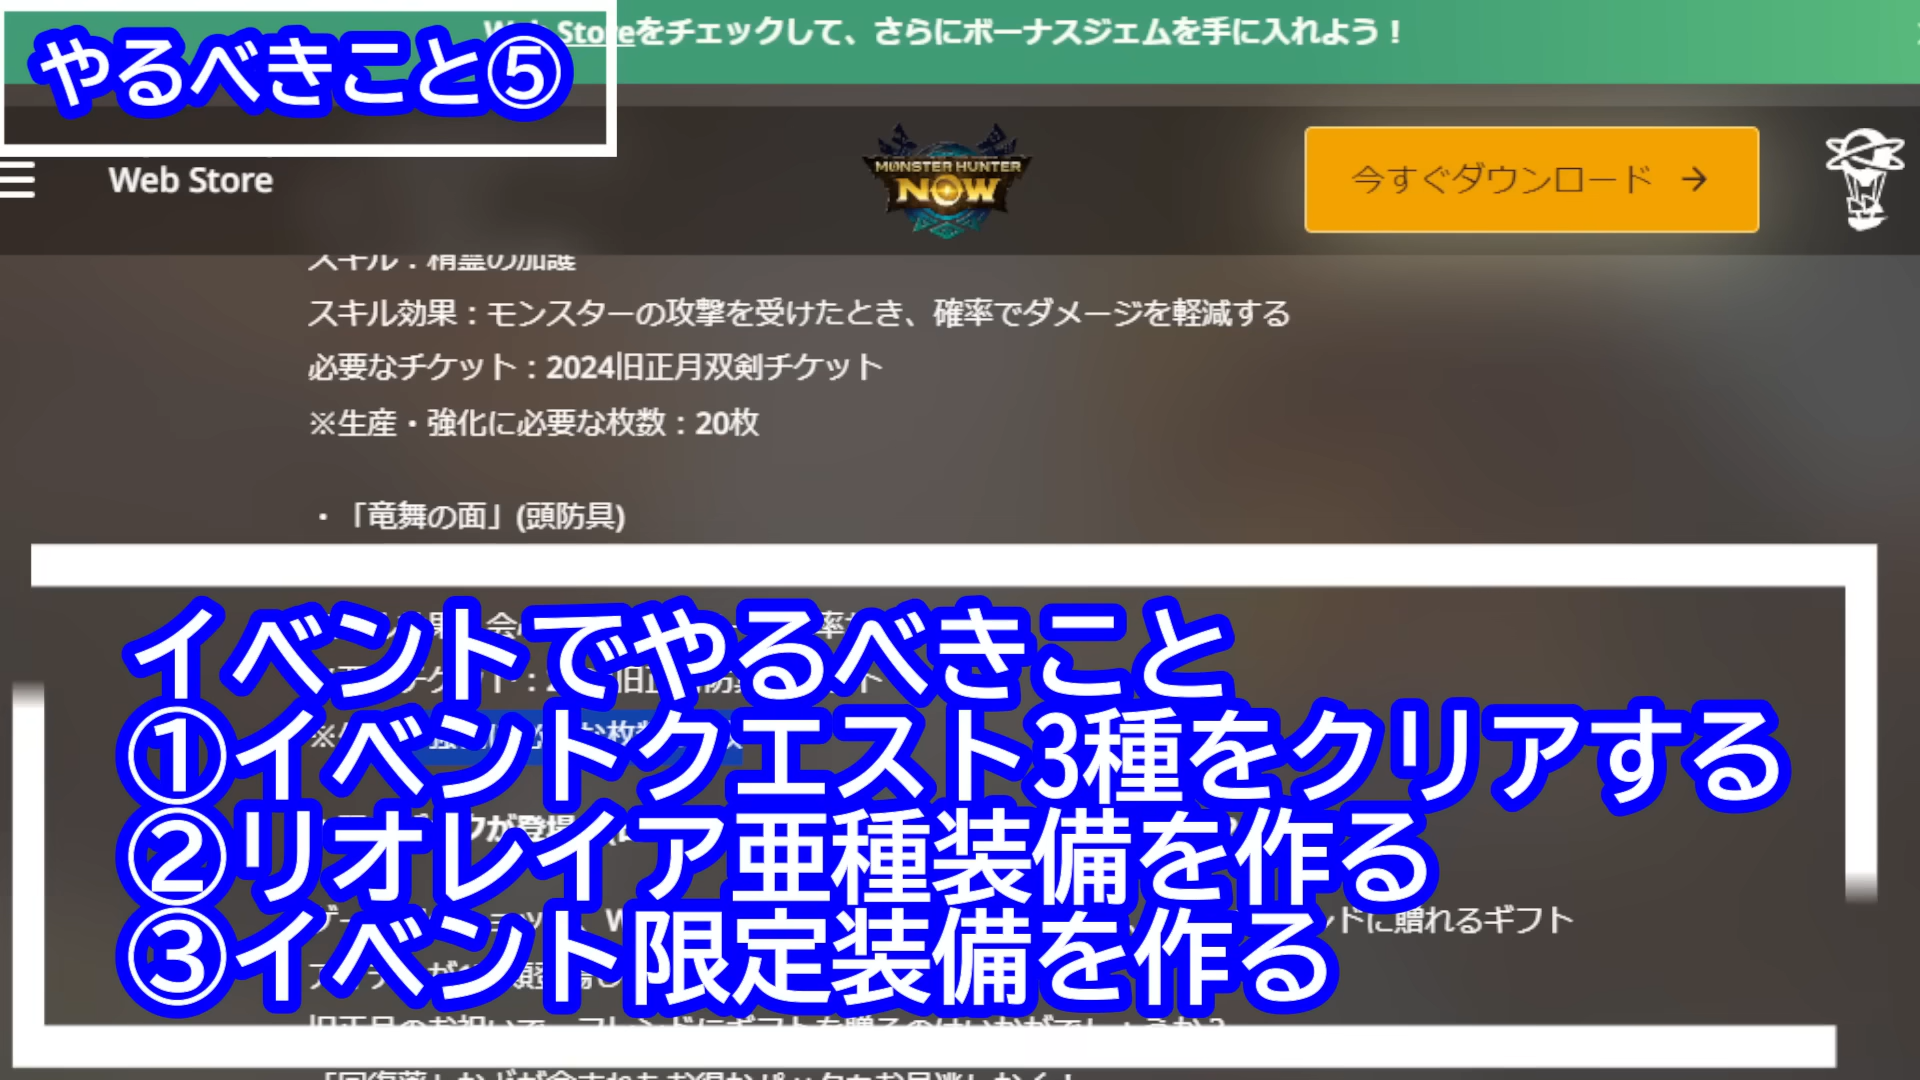 Web Storeをチェックして、さらにボーナスジェムを手に入れよう！
やるべきこと⑤
Web Store
MONSTER HUNTER
NOW
今すぐダウンロード →
スキル：精霊の加護
スキル効果：モンスターの攻撃を受けたとき、確率でダメージを軽減する
必要なチケット：2024旧正月双剣チケット
※生産・強化に必要な枚数：20枚
・「竜舞の面」(頭防具)
イベントでやるべきこと
①イベントクエスト3種をクリアする
②リオレイア亜種装備を作る
③イベント限定装備を作る
ドに贈れるギフト